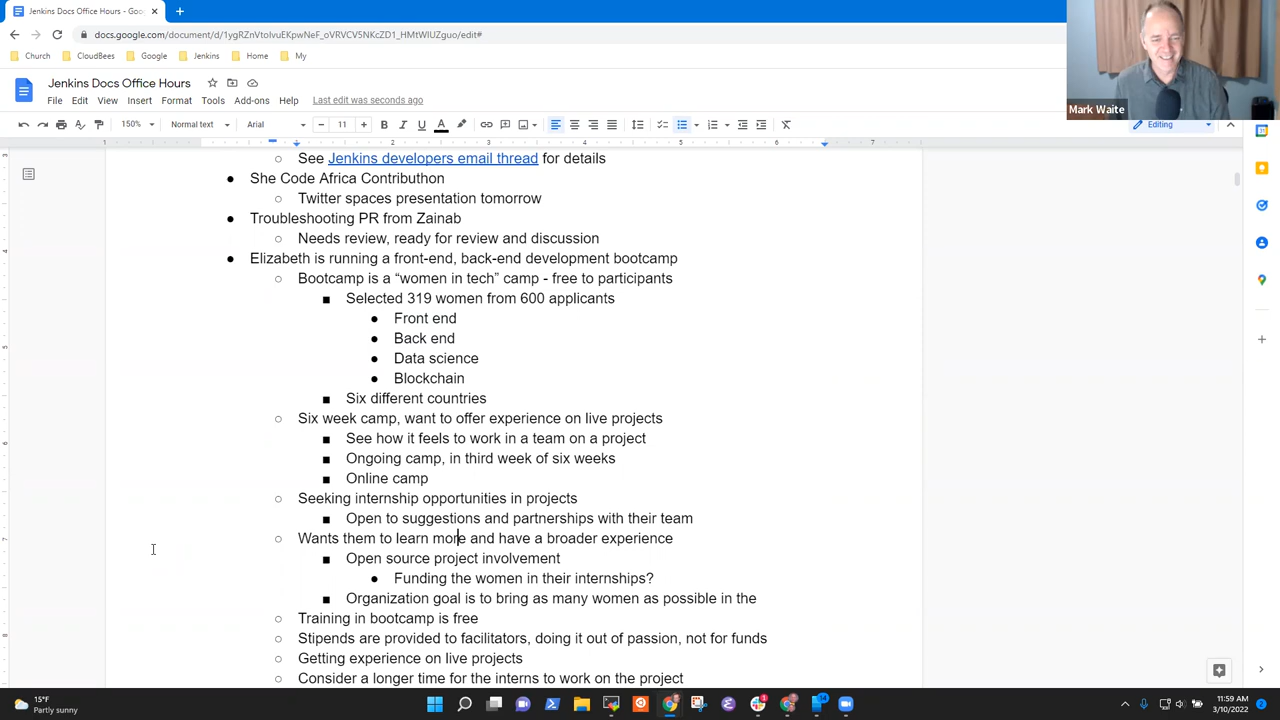 Jenkins Docs Office Hours - Goo
docs.google.com/document/d/1ygRZnVtoIvuEKpwNeF_oVRVCV5NKcZD1_HMtWIUZguo/edit#
Church CloudBees Google Jenkins Home My
Jenkins Docs Office Hours
File Edit View Insert Format Tools Add-ons Help Last edit was seconds ago
Mark Waite
150% Normal text Arial 11 Editing
1 1 2 3 4 5 6 7
See Jenkins developers email thread for details
She Code Africa Contributhon
Twitter spaces presentation tomorrow
Troubleshooting PR from Zainab
Needs review, ready for review and discussion
Elizabeth is running a front-end, back-end development bootcamp
Bootcamp is a “women in tech” camp - free to participants
Selected 319 women from 600 applicants
Front end
Back end
Data science
Blockchain
Six different countries
Six week camp, want to offer experience on live projects
See how it feels to work in a team on a project
Ongoing camp, in third week of six weeks
Online camp
Seeking internship opportunities in projects
Open to suggestions and partnerships with their team
Wants them to learn more and have a broader experience
Open source project involvement
Funding the women in their internships?
Organization goal is to bring as many women as possible in the
Training in bootcamp is free
Stipends are provided to facilitators, doing it out of passion, not for funds
Getting experience on live projects
Consider a longer time for the interns to work on the project
15°F
Partly sunny
11:59 AM
3/10/2022